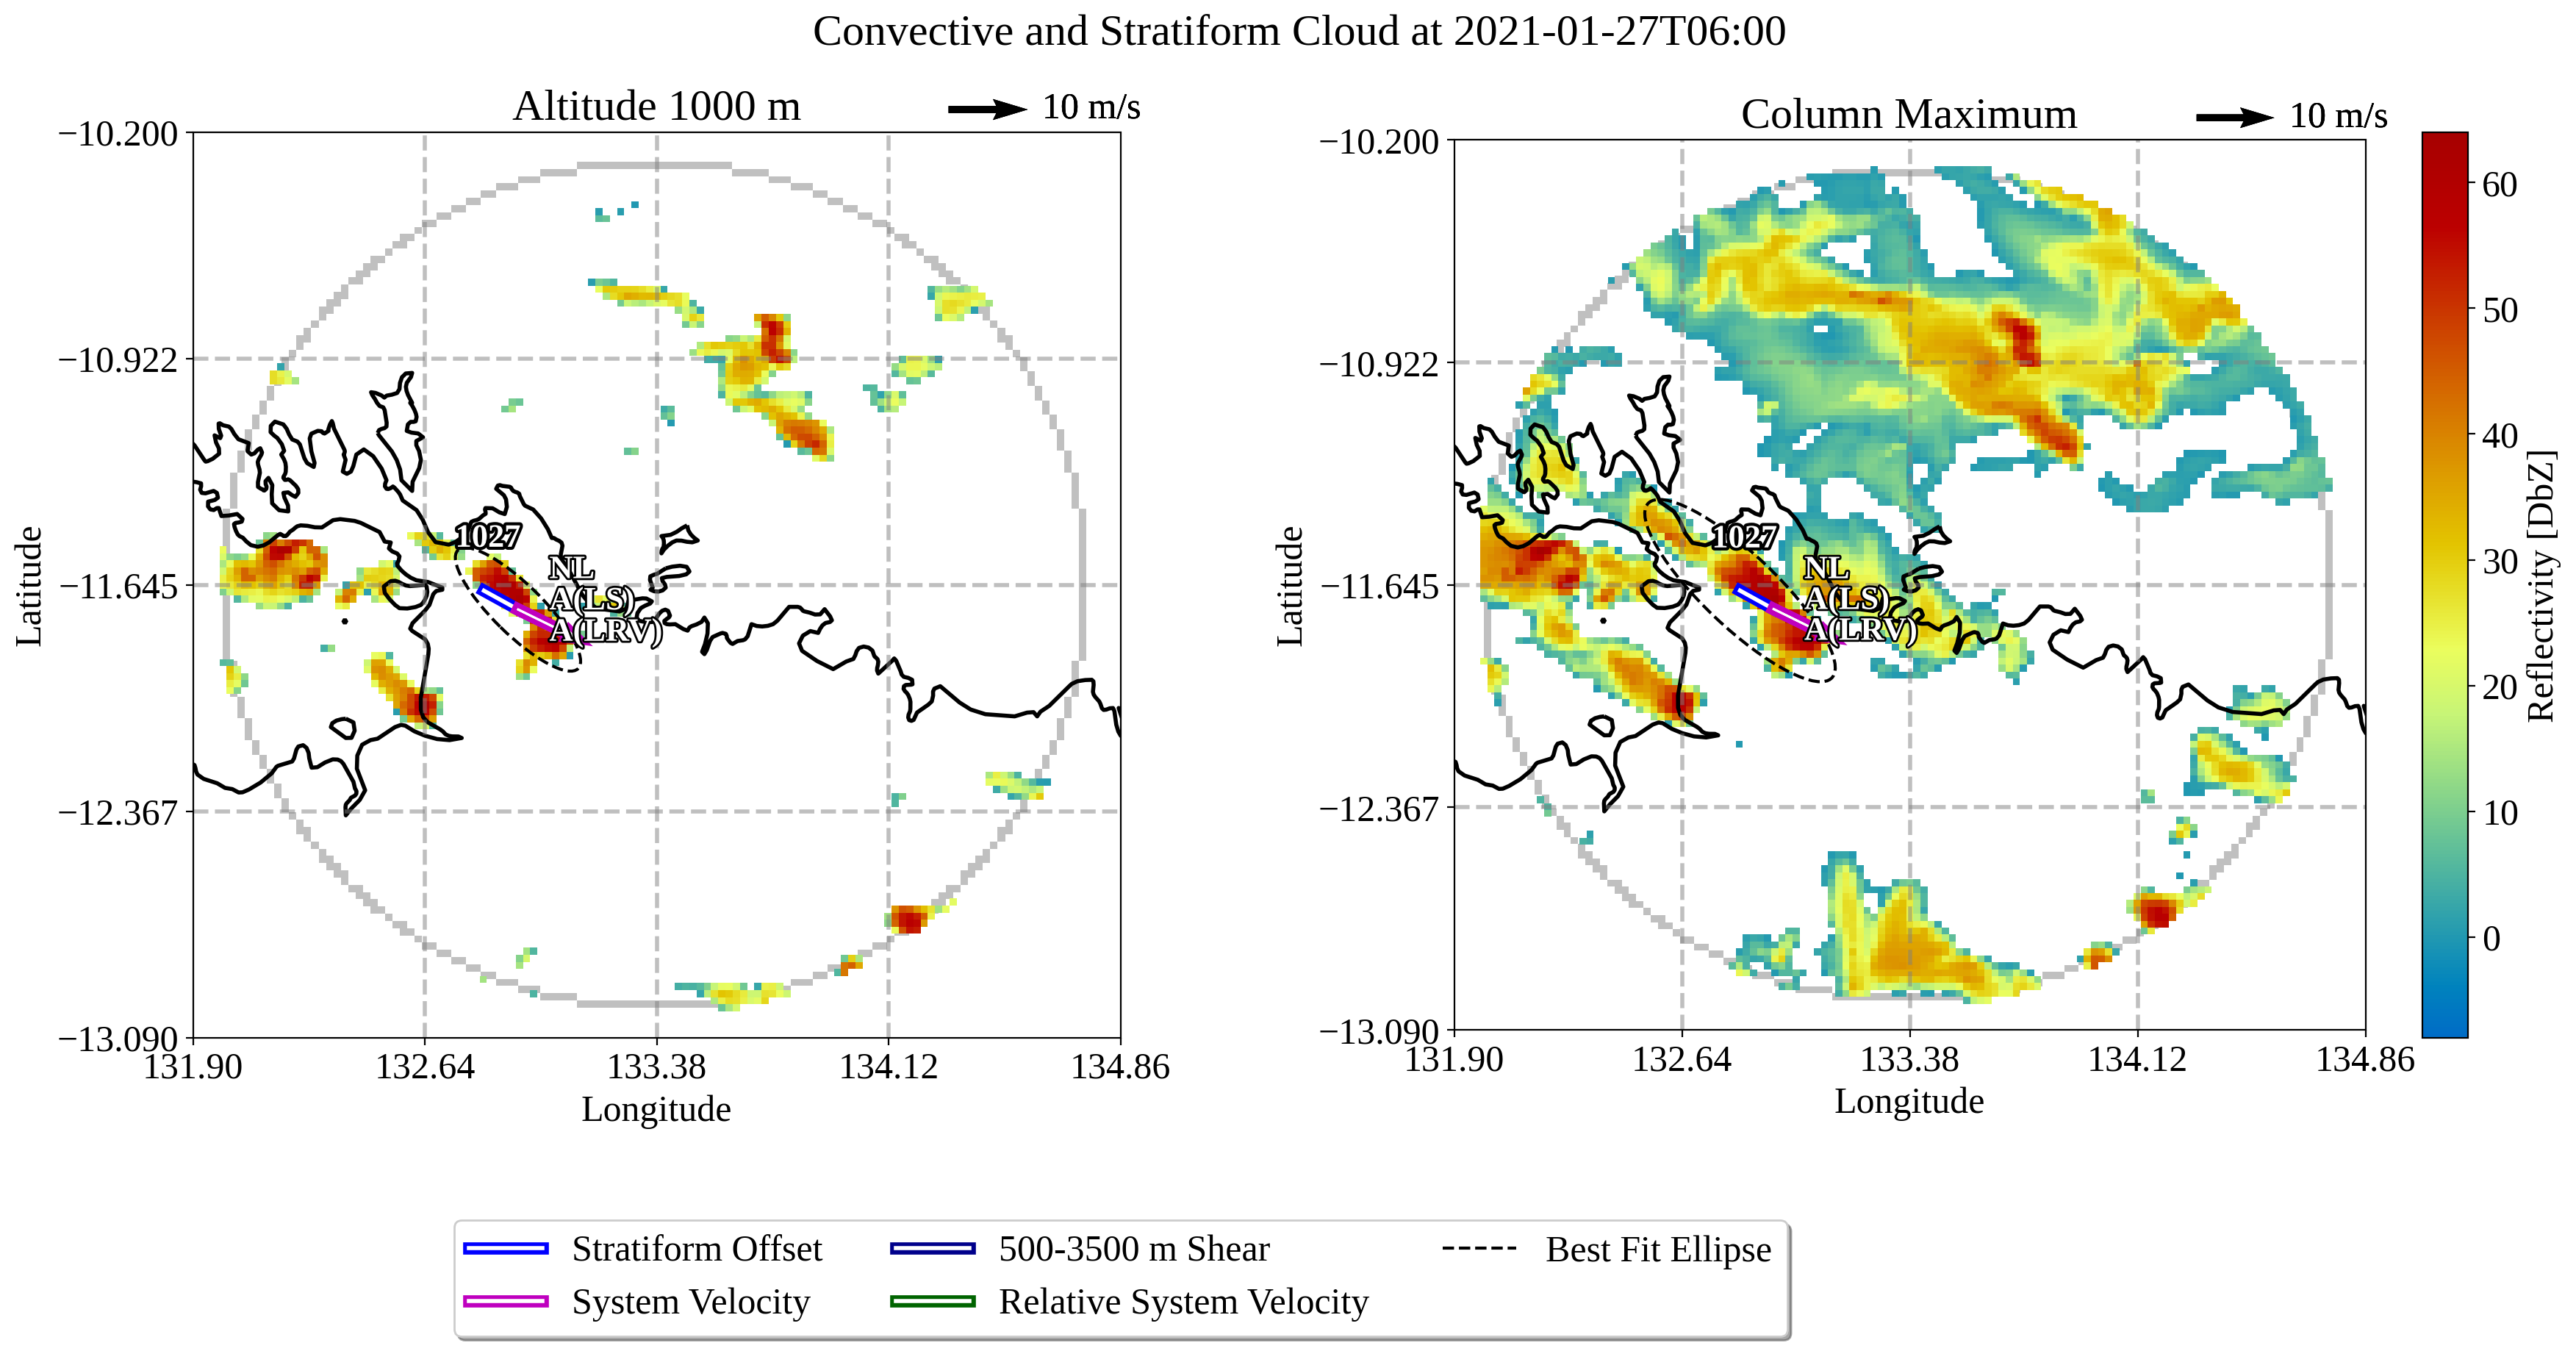 Convective and Stratiform Cloud at 2021-01-27T06:00
Altitude 1000 m
10 m/s
−10.200
−10.922
−11.645
−12.367
−13.090
Latitude
1027
NL
A(LS)
A(LRV)
131.90
132.64
133.38
134.12
134.86
Longitude
Column Maximum
10 m/s
−10.200
−10.922
−11.645
−12.367
−13.090
Latitude
1027
NL
A(LS)
A(LRV)
131.90
132.64
133.38
134.12
134.86
Longitude
60
50
40
30
20
10
0
Reflectivity [DbZ]
Stratiform Offset
System Velocity
500-3500 m Shear
Relative System Velocity
Best Fit Ellipse